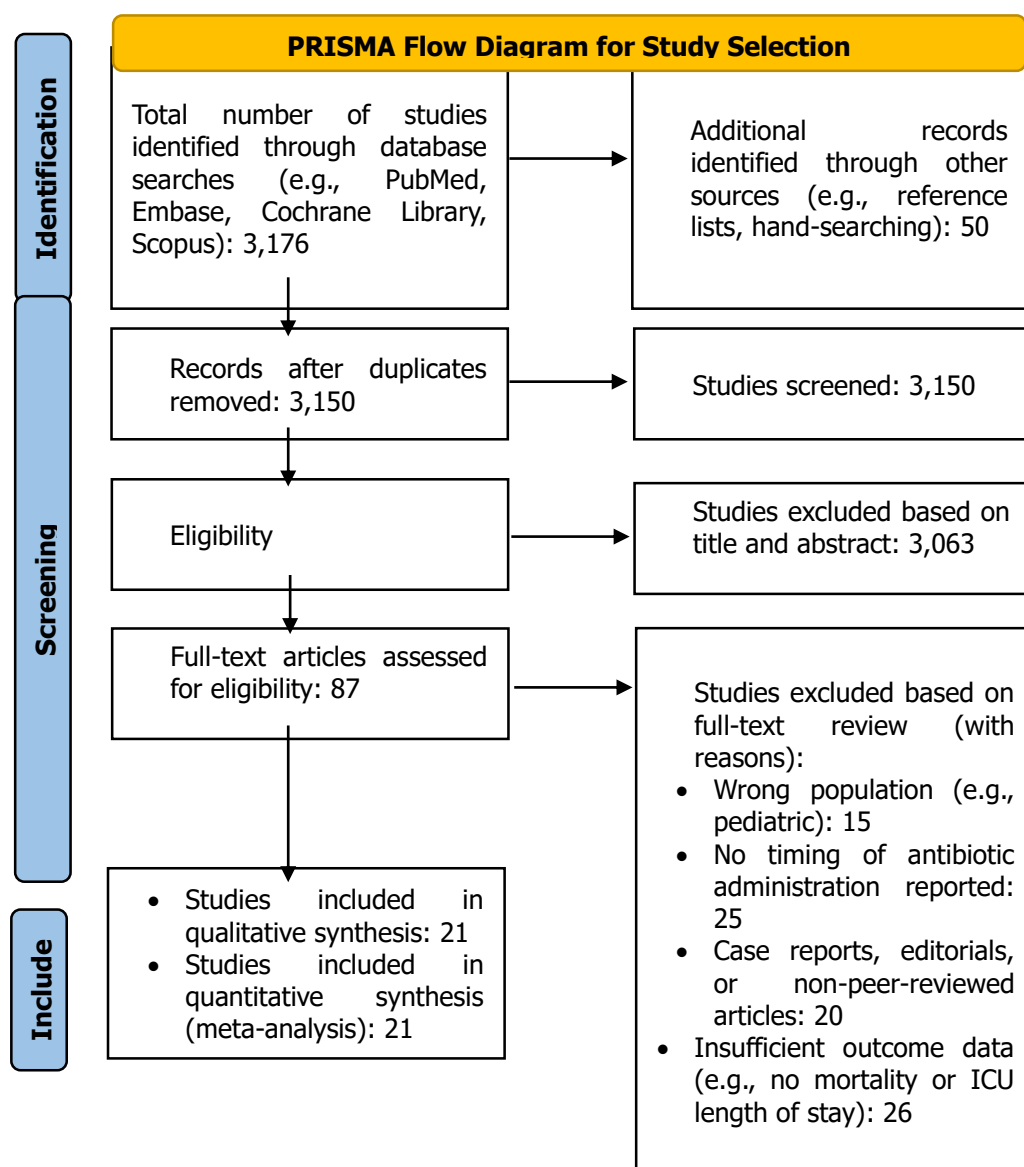 PRISMA Flow Diagram for Study Selection
Identification
Total number of studies
identified through database
searches (e.g., PubMed,
Embase, Cochrane Library,
Scopus): 3,176
Additional records
identified through other
sources (e.g., reference
lists, hand-searching): 50
Screening
Records after duplicates
removed: 3,150
Studies screened: 3,150
Eligibility
Studies excluded based on
title and abstract: 3,063
Full-text articles assessed
for eligibility: 87
Studies excluded based on
full-text review (with
reasons):
• Wrong population (e.g.,
pediatric): 15
• No timing of antibiotic
administration reported:
25
• Case reports, editorials,
or non-peer-reviewed
articles: 20
• Insufficient outcome data
(e.g., no mortality or ICU
length of stay): 26
Include
• Studies included in
qualitative synthesis: 21
• Studies included in
quantitative synthesis
(meta-analysis): 21